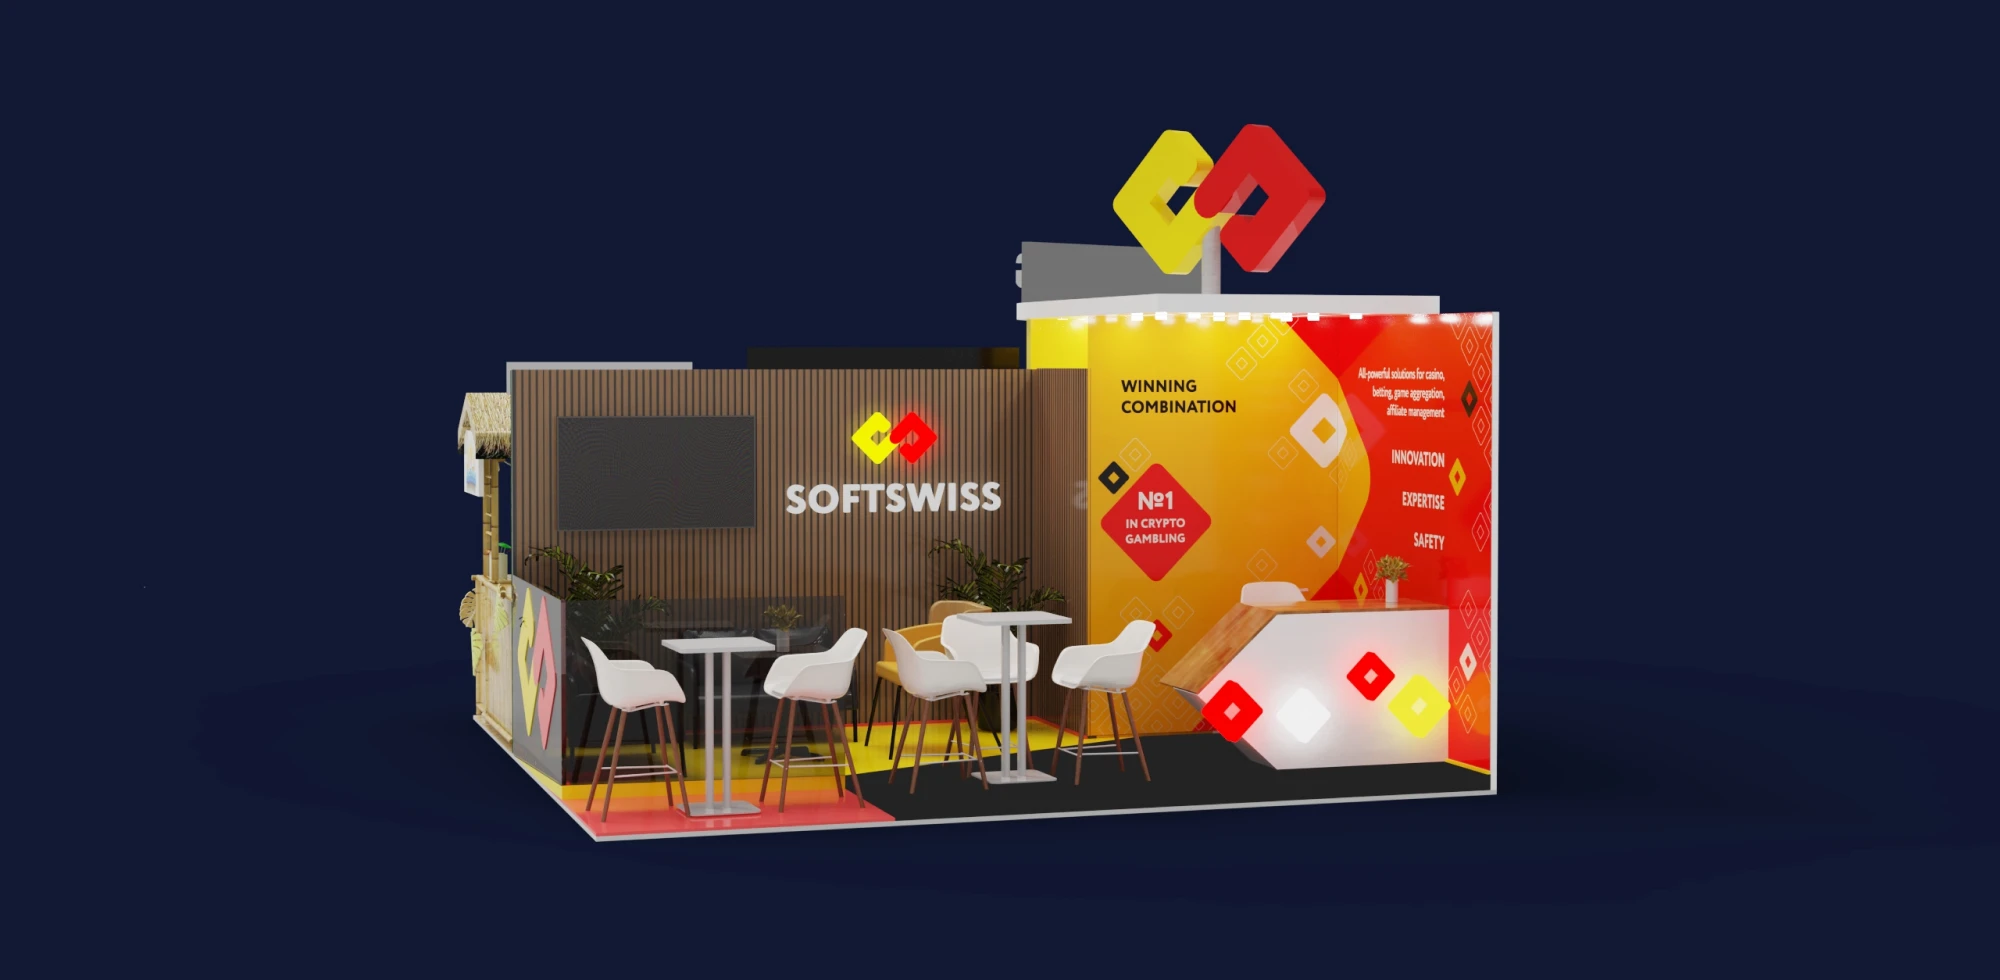 SOFTSWISS
WINNING
COMBINATION
№1
IN CRYPTO
GAMBLING
All-powerful solutions for casino,
betting, game aggregation,
affiliate management
INNOVATION
EXPERTISE
SAFETY